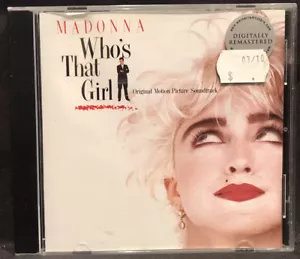 MADONNA
Who's
That
Girl
Original Motion Picture Soundtrack
DIGITALLY
REMASTERED
$